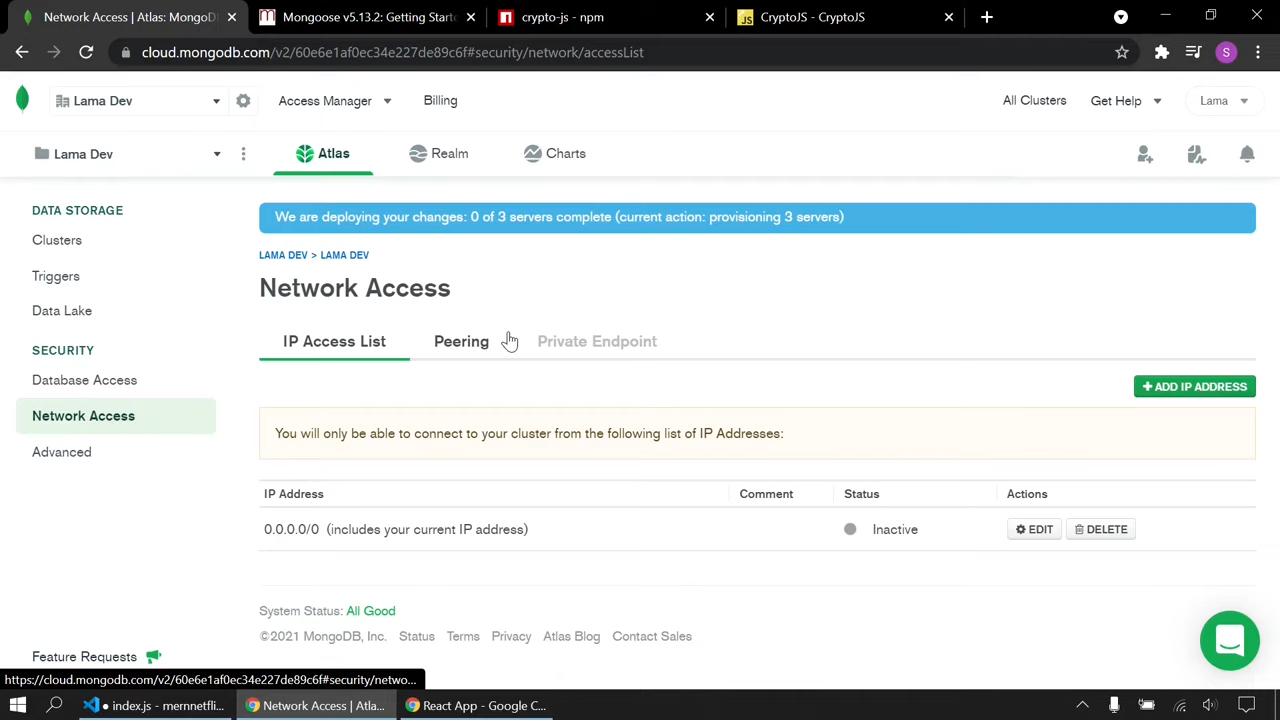 Network Access | Atlas: MongoDB
Mongoose v5.13.2: Getting Starte
crypto-js - npm
JS
CryptoJS - CryptoJS
cloud.mongodb.com/v2/60e6e1af0ec34e227de89c6f#security/network/accessList
S
Lama Dev
Access Manager
Billing
All Clusters
Get Help
Lama
Lama Dev
Atlas
Realm
Charts
DATA STORAGE
Clusters
Triggers
Data Lake
SECURITY
Database Access
Network Access
Advanced
Feature Requests
We are deploying your changes: 0 of 3 servers complete (current action: provisioning 3 servers)
LAMA DEV > LAMA DEV
Network Access
IP Access List
Peering
Private Endpoint
+ ADD IP ADDRESS
You will only be able to connect to your cluster from the following list of IP Addresses:
IP Address
Comment
Status
Actions
0.0.0.0/0 (includes your current IP address)
Inactive
EDIT
DELETE
System Status: All Good
©2021 MongoDB, Inc.
Status
Terms
Privacy
Atlas Blog
Contact Sales
https://cloud.mongodb.com/v2/60e6e1af0ec34e227de89c6f#security/netwo...
● index.js - mernnetfli...
Network Access | Atla...
React App - Google C...